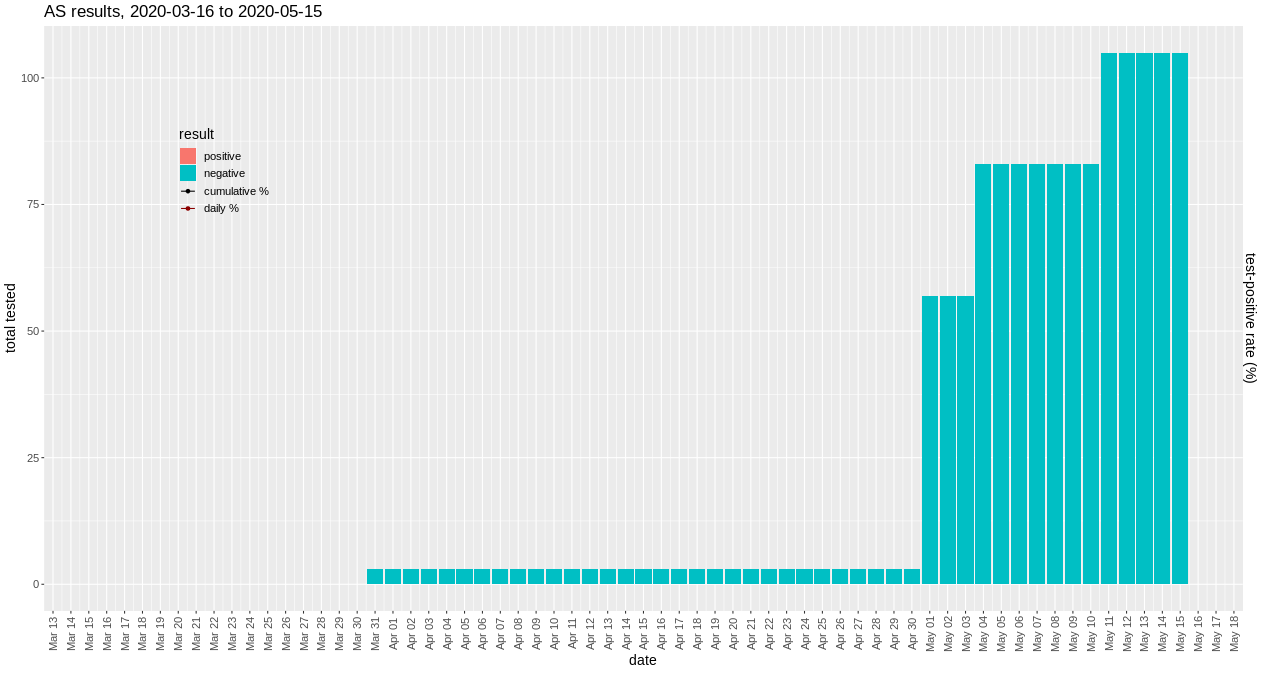 AS results, 2020-03-16 to 2020-05-15
total tested
100
75
50
25
0
result
positive
negative
cumulative %
daily %
test-positive rate (%)
Mar 13
Mar 14
Mar 15
Mar 16
Mar 17
Mar 18
Mar 19
Mar 20
Mar 21
Mar 22
Mar 23
Mar 24
Mar 25
Mar 26
Mar 27
Mar 28
Mar 29
Mar 30
Mar 31
Apr 01
Apr 02
Apr 03
Apr 04
Apr 05
Apr 06
Apr 07
Apr 08
Apr 09
Apr 10
Apr 11
Apr 12
Apr 13
Apr 14
Apr 15
Apr 16
Apr 17
Apr 18
Apr 19
Apr 20
Apr 21
Apr 22
Apr 23
Apr 24
Apr 25
Apr 26
Apr 27
Apr 28
Apr 29
Apr 30
May 01
May 02
May 03
May 04
May 05
May 06
May 07
May 08
May 09
May 10
May 11
May 12
May 13
May 14
May 15
May 16
May 17
May 18
date